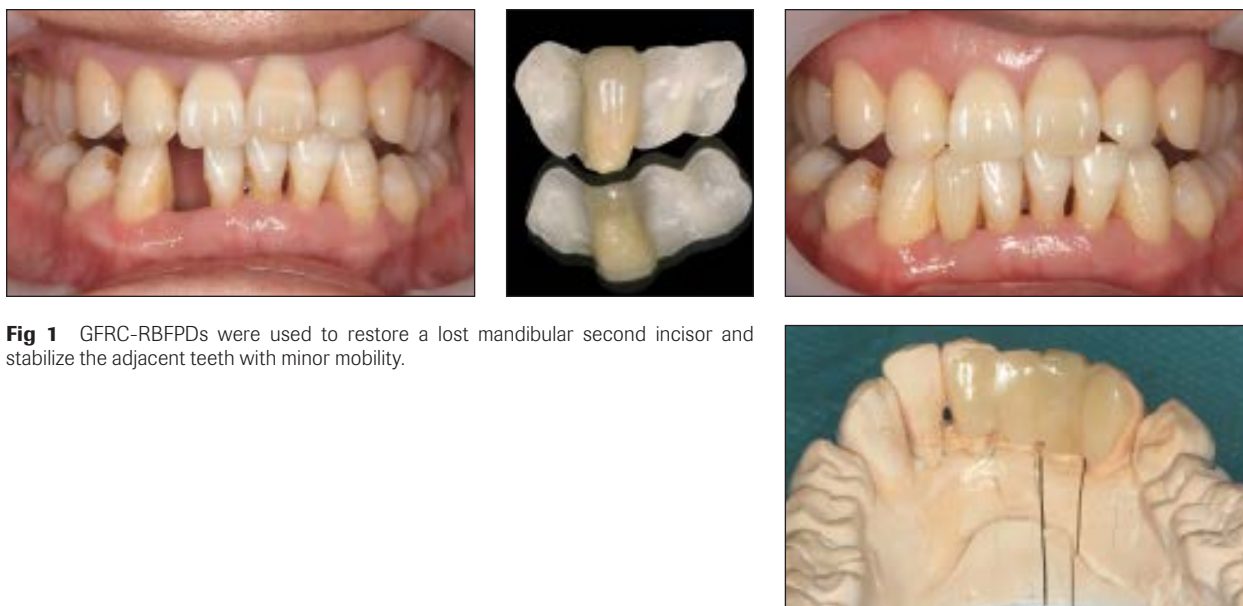 Fig 1 GFRC-RBFPDs were used to restore a lost mandibular second incisor and
stabilize the adjacent teeth with minor mobility.